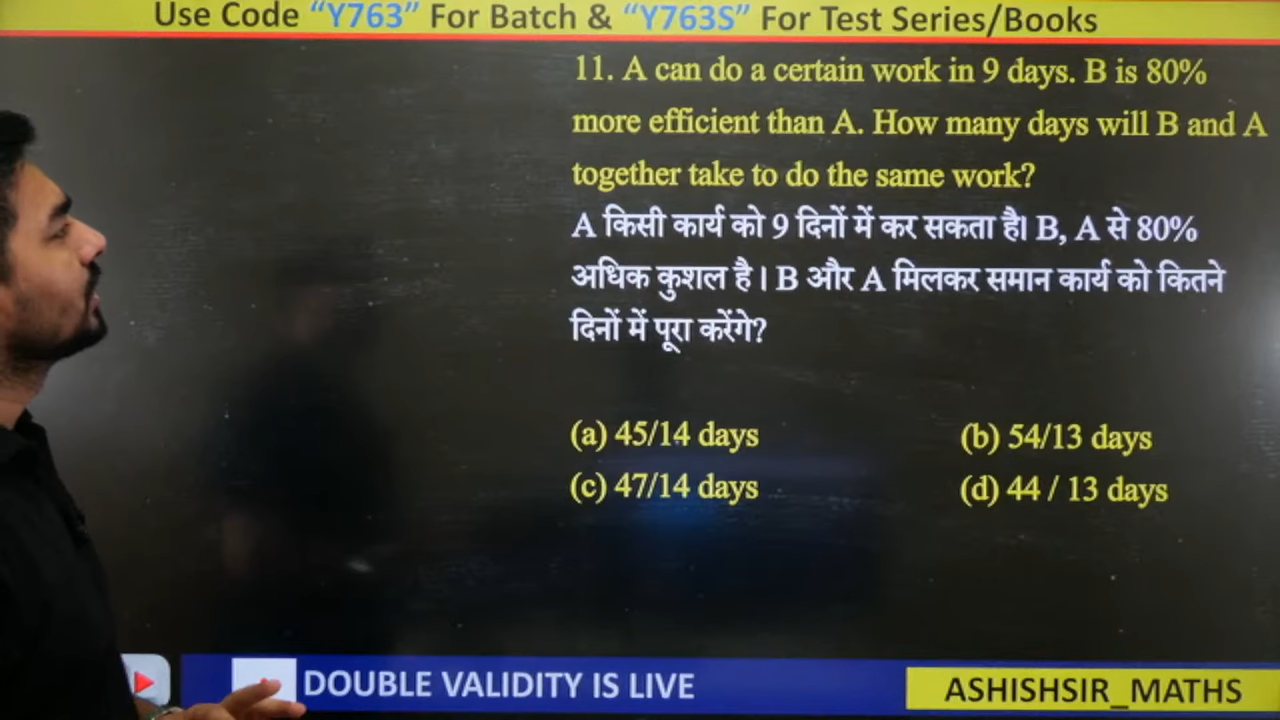 Use Code “Y763” For Batch & “Y763S” For Test Series/Books
11. A can do a certain work in 9 days. B is 80%
more efficient than A. How many days will B and A
together take to do the same work?
A किसी कार्य को 9 दिनों में कर सकता है। B, A से 80%
अधिक कुशल है । B और A मिलकर समान कार्य को कितने
दिनों में पूरा करेंगे?
(a) 45/14 days (b) 54/13 days
(c) 47/14 days (d) 44 / 13 days
DOUBLE VALIDITY IS LIVE
ASHISHSIR_MATHS